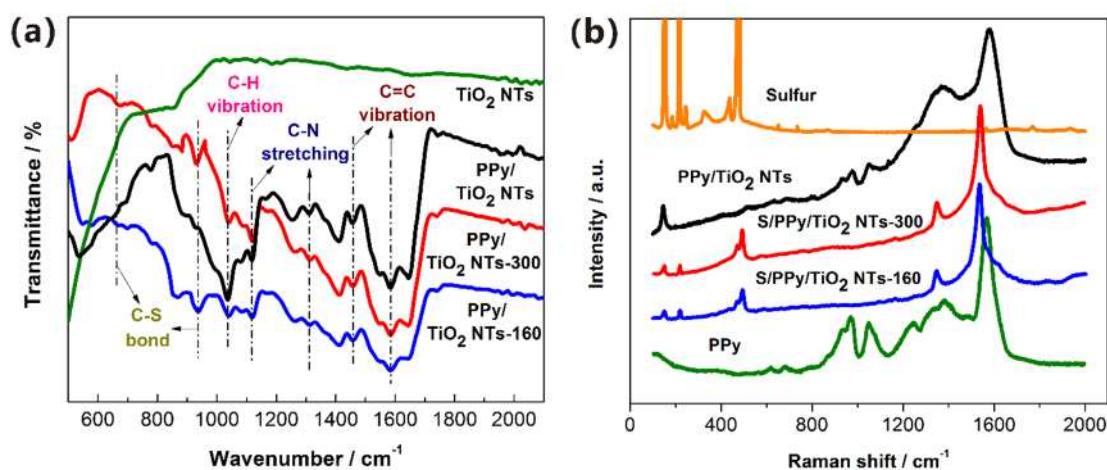 (a)
Transmittance / %
C-H
vibration
C=C
vibration
C-N
stretching
C-S
bond
TiO2 NTs
PPy/
TiO2 NTs
PPy/
TiO2 NTs-300
PPy/
TiO2 NTs-160
600 800 1000 1200 1400 1600 1800 2000
Wavenumber / cm-1
(b)
Intensity / a.u.
Sulfur
PPy/TiO2 NTs
S/PPy/TiO2 NTs-300
S/PPy/TiO2 NTs-160
PPy
0 400 800 1200 1600 2000
Raman shift / cm-1